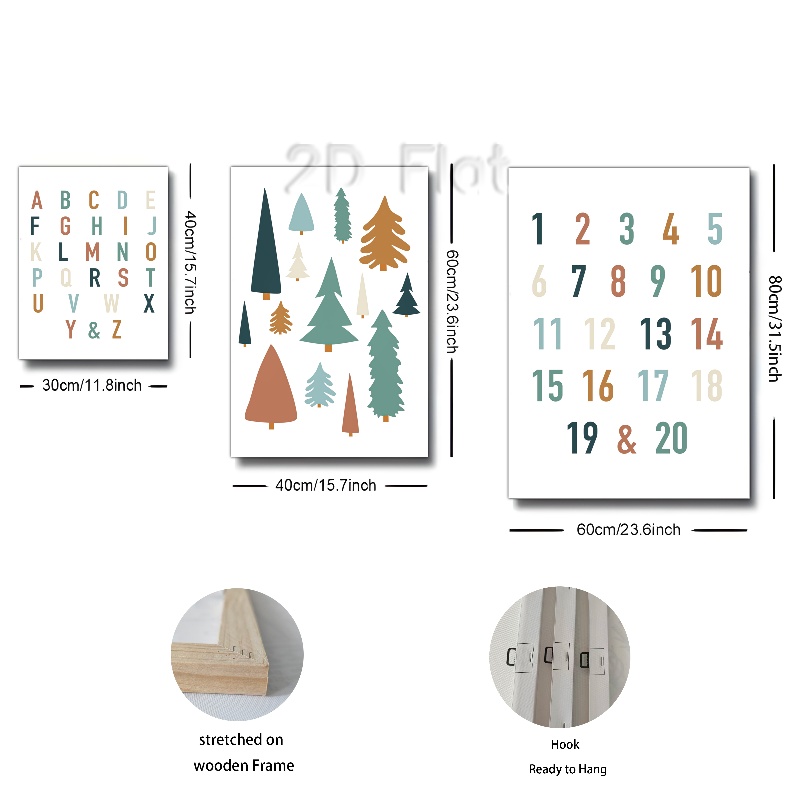 2D Flat
A B C D E
F G H I J
K L M N O
P Q R S T
U V W X
Y & Z
40cm/15.7inch
30cm/11.8inch
60cm/23.6inch
40cm/15.7inch
1 2 3 4 5
6 7 8 9 10
11 12 13 14
15 16 17 18
19 & 20
80cm/31.5inch
60cm/23.6inch
stretched on
wooden Frame
Hook
Ready to Hang